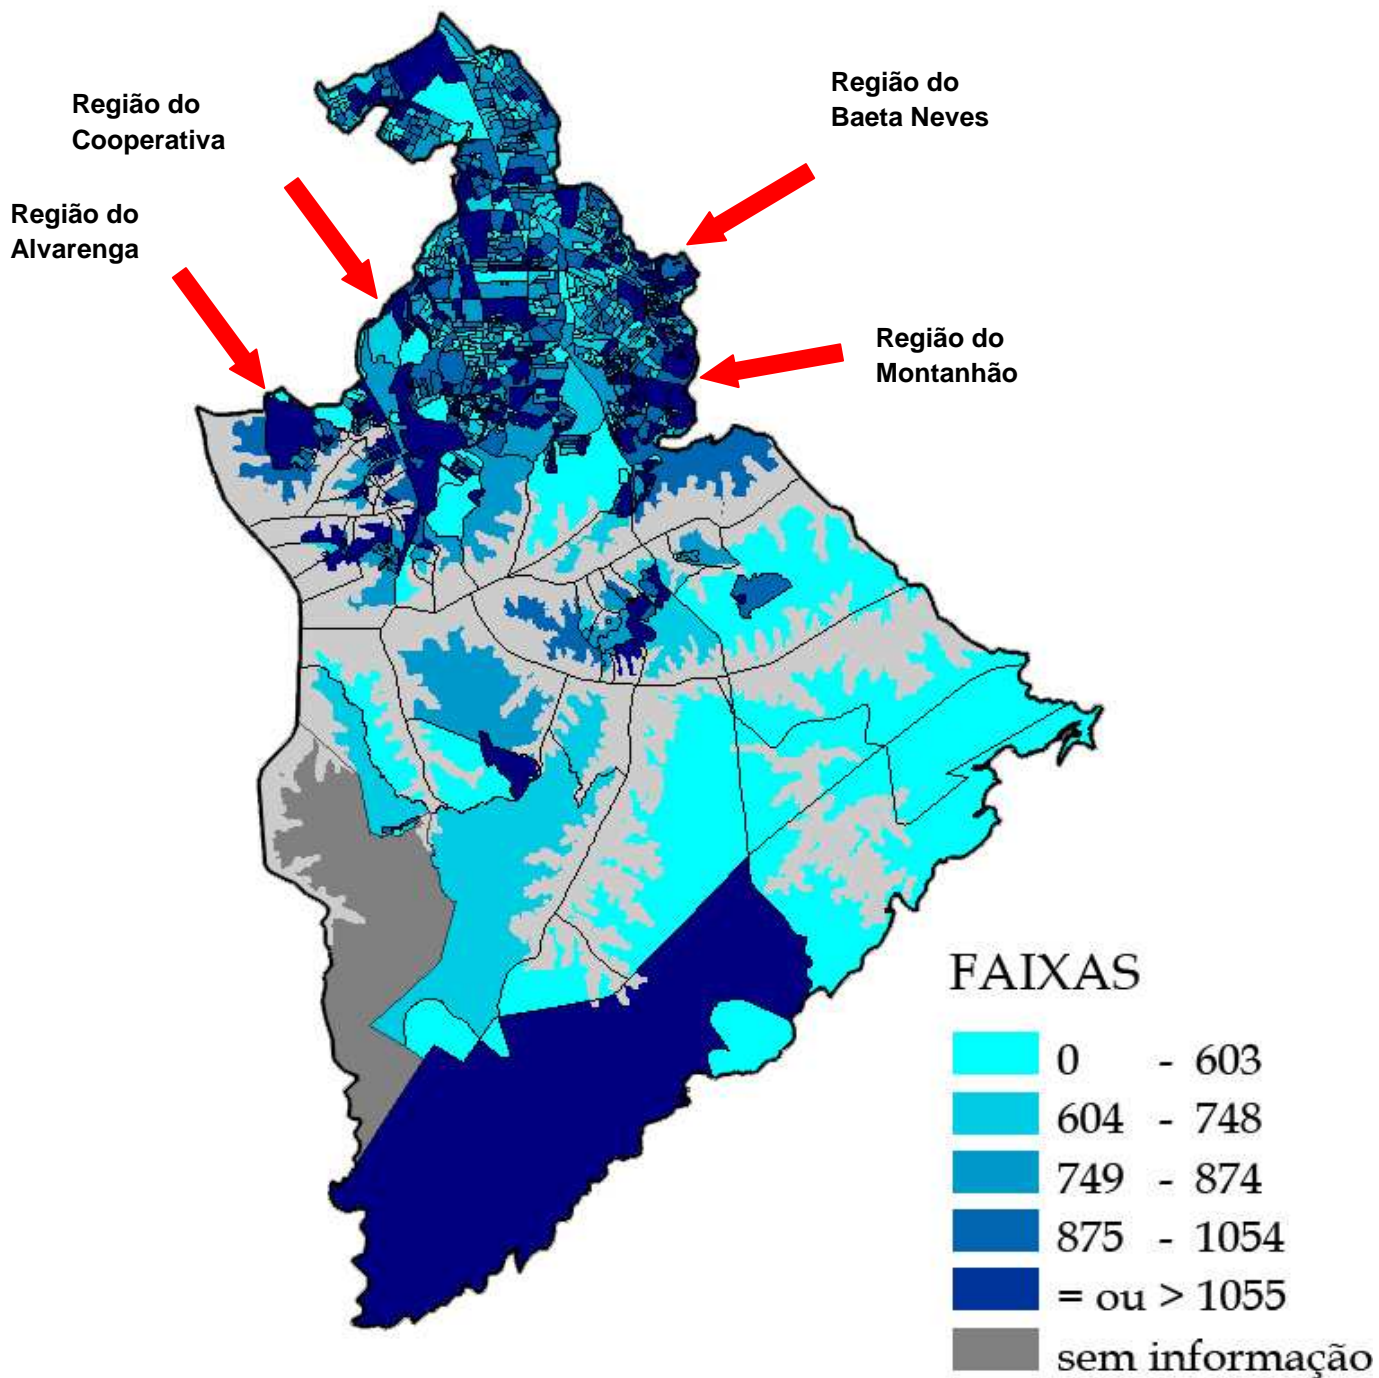 Região do
Cooperativa
Região do
Baeta Neves
Região do
Alvarenga
Região do
Montanhão
FAIXAS
0 - 603
604 - 748
749 - 874
875 - 1054
= ou > 1055
sem informação